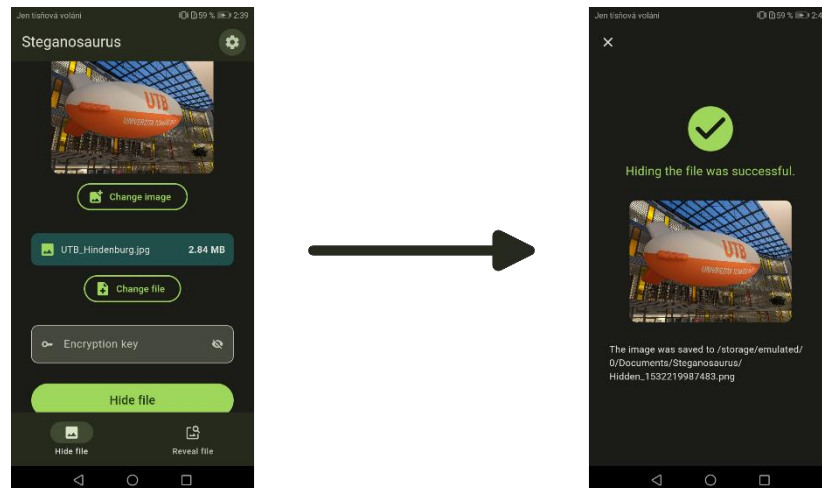 Jen tísňová volání
59 % 2:39
Steganosaurus
UTB
Change image
UTB_Hindenburg.jpg 2.84 MB
Change file
Encryption key
Hide file
Hide file Reveal file
Jen tísňová volání
59 %
Hiding the file was successful.
UTB
The image was saved to /storage/emulated/
0/Documents/Steganosaurus/
Hidden_1532219987483.png